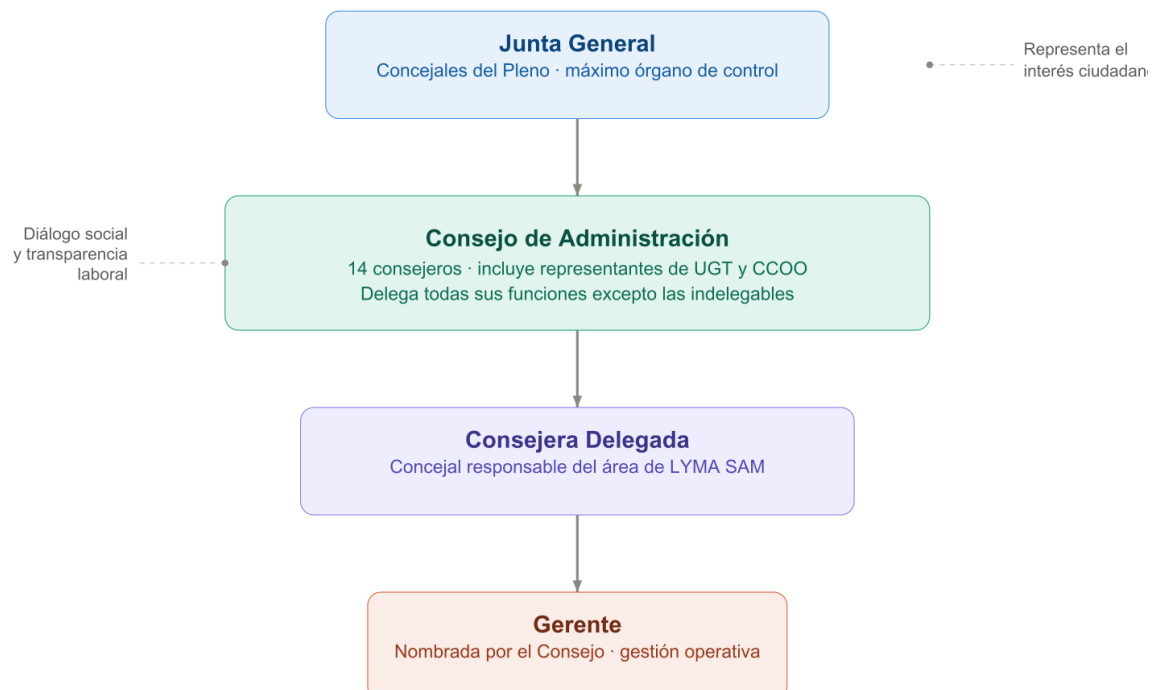 Junta General
Concejales del Pleno · máximo órgano de control
Representa el
interés ciudadan
Diálogo social
y transparencia
laboral
Consejo de Administración
14 consejeros · incluye representantes de UGT y CCOO
Delega todas sus funciones excepto las indelegables
Consejera Delegada
Concejal responsable del área de LYMA SAM
Gerente
Nombrada por el Consejo · gestión operativa